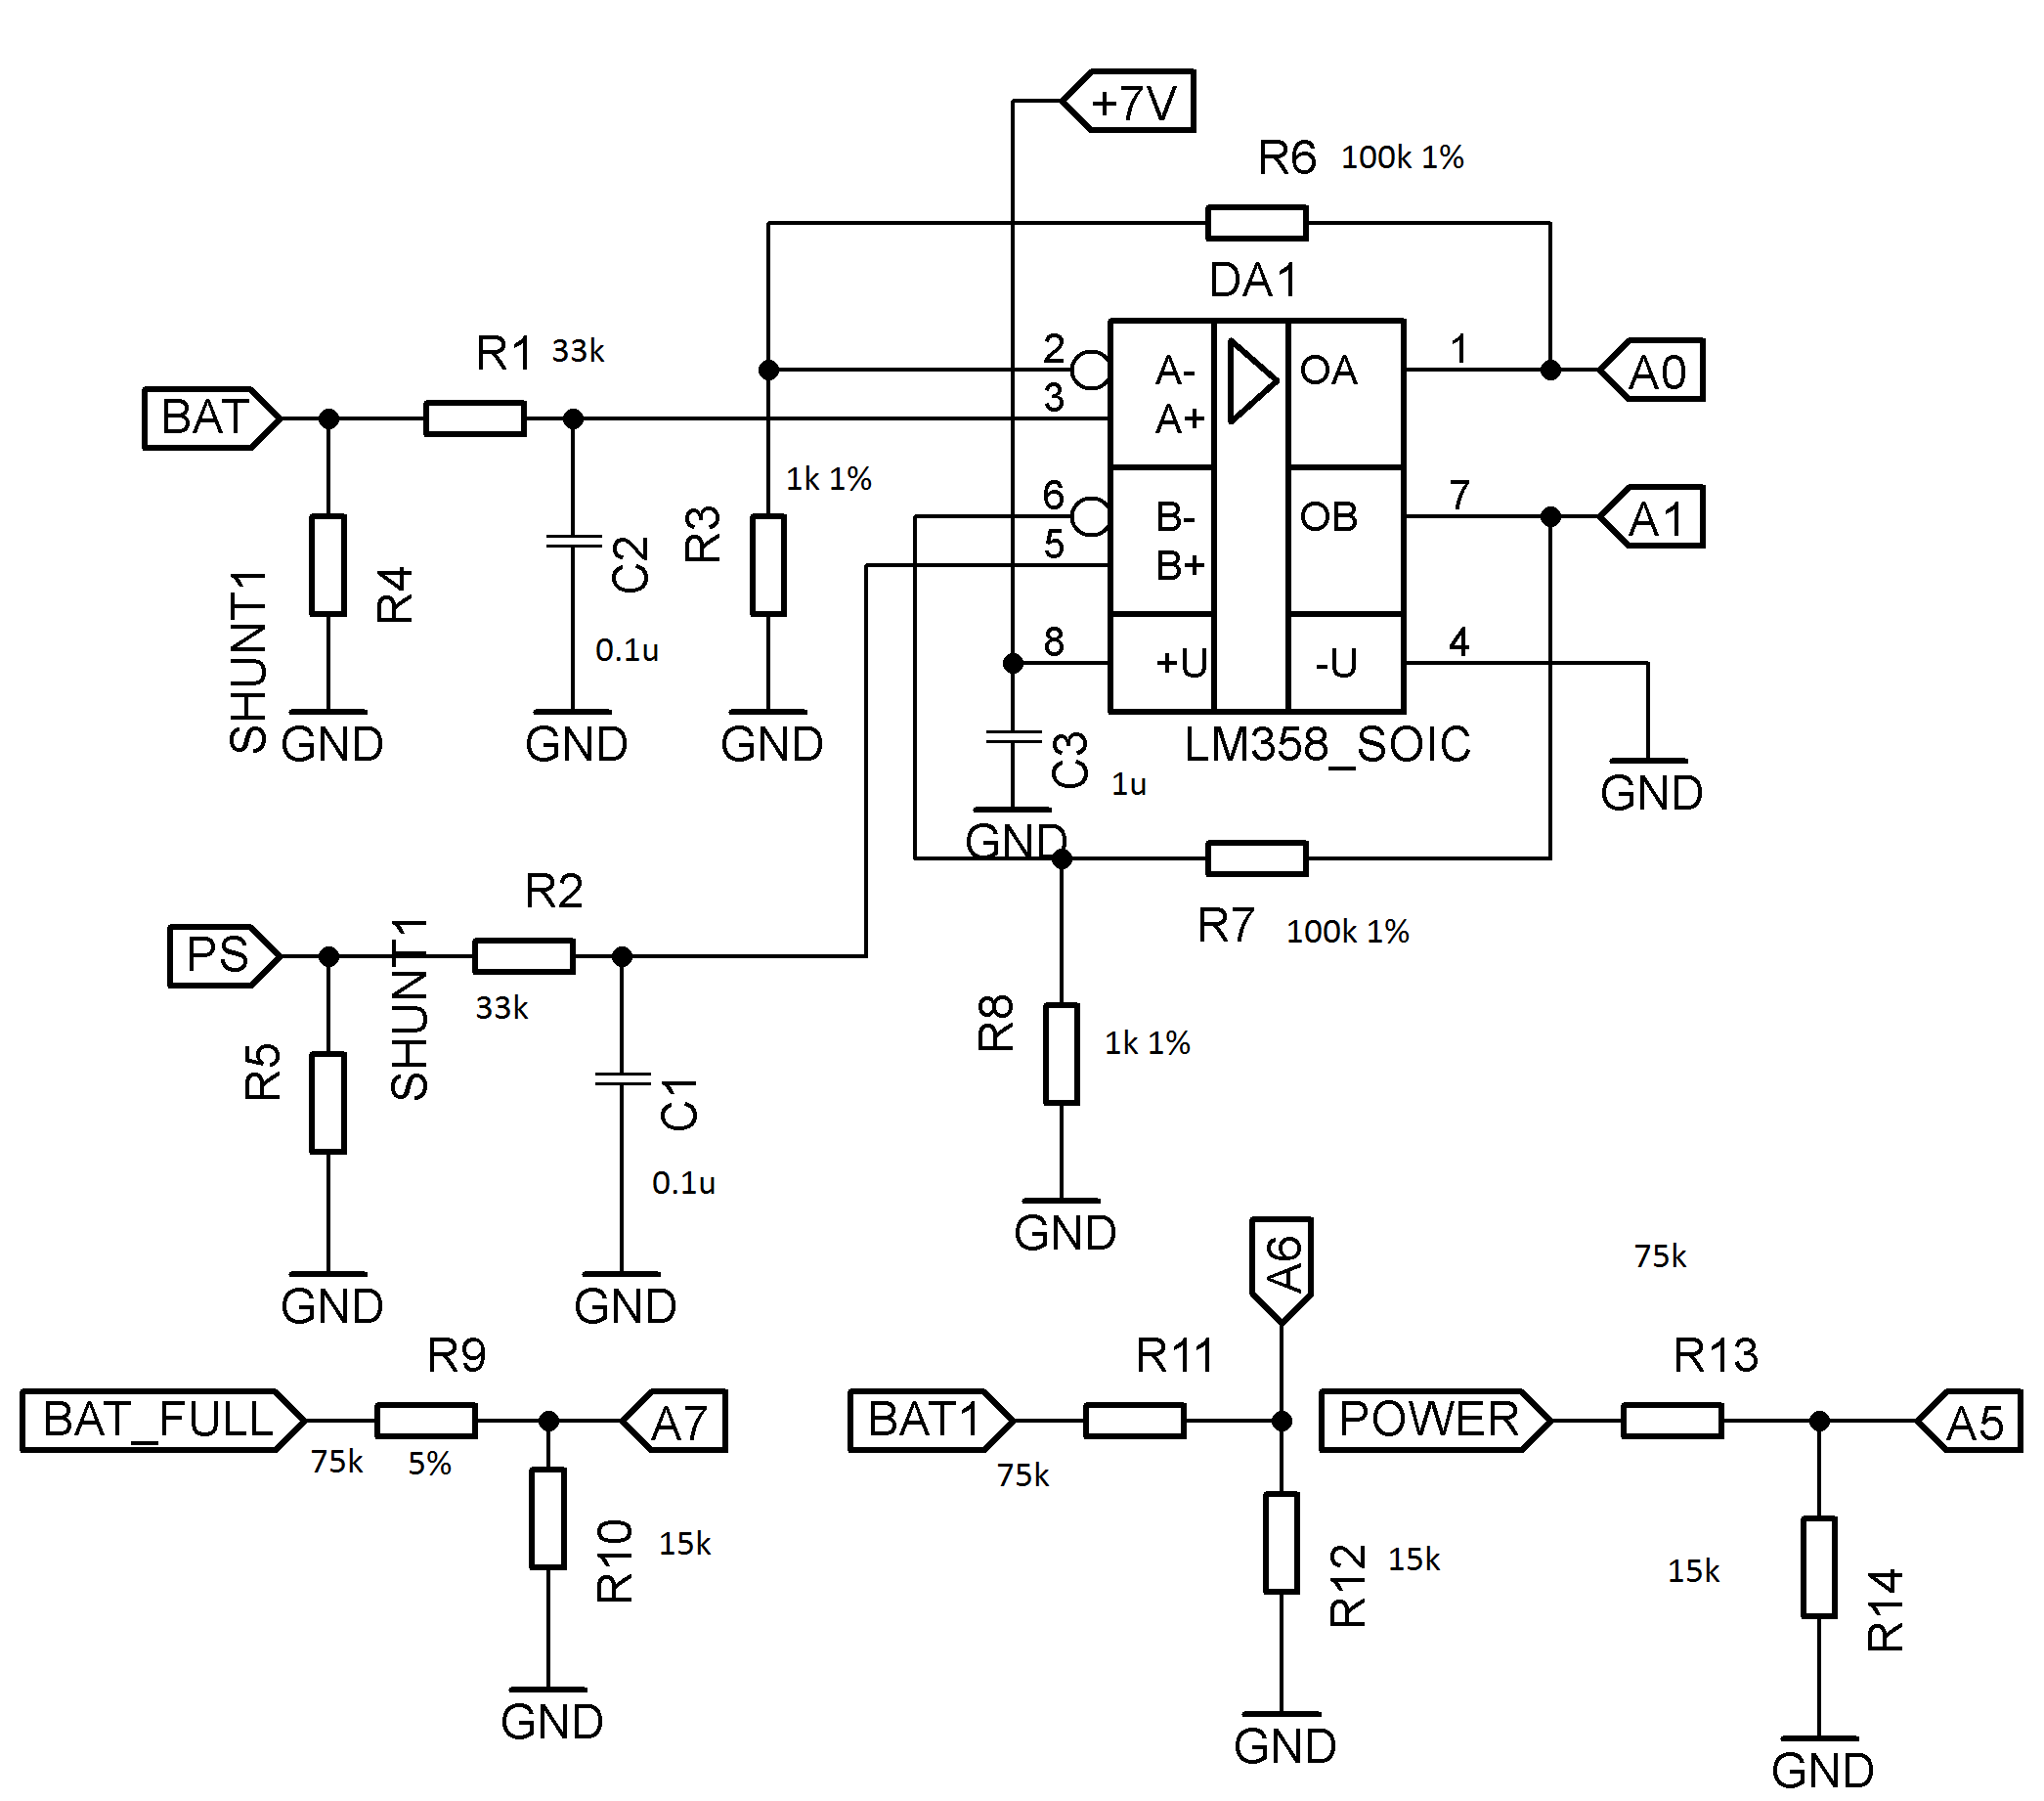 +7V
R6 100k 1%
DA1
R1 33k
2
A-
OA
1
A0
BAT
3
A+
1k 1%
R3
6
B-
OB
7
A1
5
B+
C2
R4
SHUNT1
0.1u
8
+U
-U
4
GND
GND
GND
C3
1u
LM358_SOIC
GND
GND
R2
R7
100k 1%
PS
SHUNT1
33k
R8
1k 1%
R5
C1
0.1u
GND
A6
75k
GND
GND
R9
R11
R13
BAT_FULL
A7
BAT1
POWER
A5
75k
5%
75k
R10
15k
R12
15k
15k
R14
GND
GND
GND